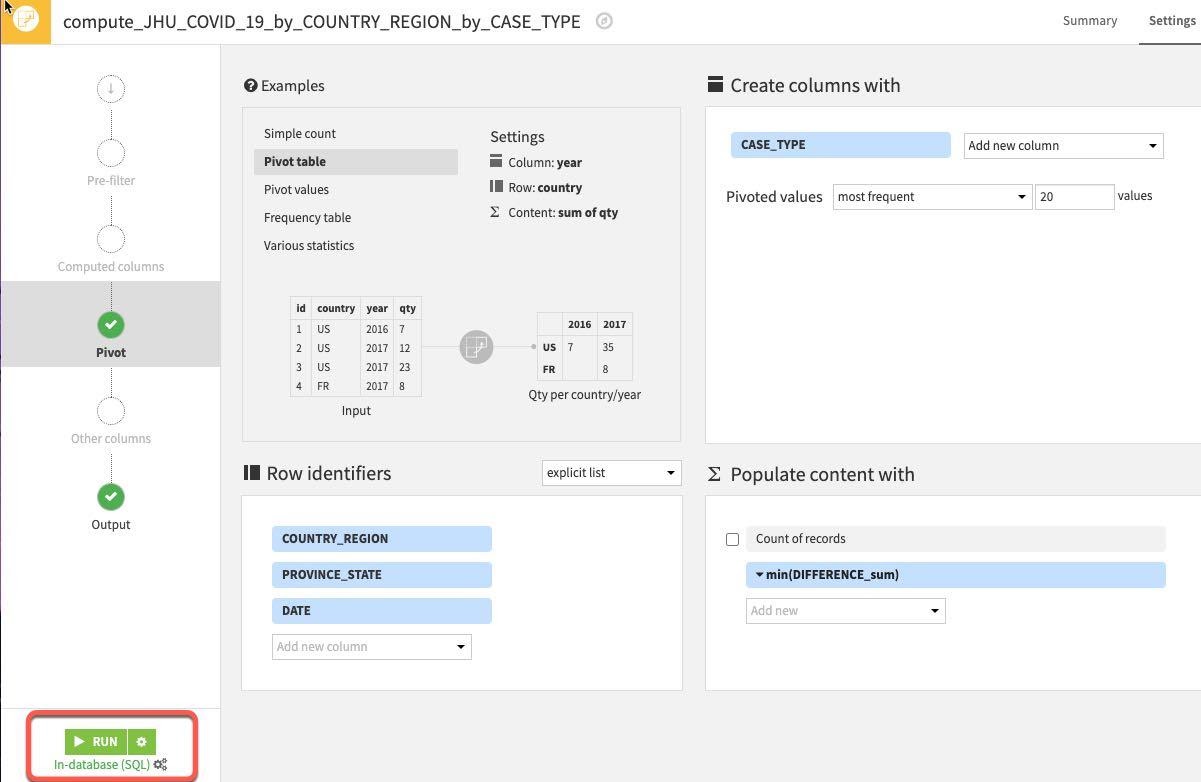 compute_JHU_COVID_19_by_COUNTRY_REGION_by_CASE_TYPE
Summary
Settings
Pre-filter
Computed columns
Pivot
Other columns
Output
RUN
In-database (SQL)
Examples
Simple count
Pivot table
Pivot values
Frequency table
Various statistics
Settings
Column: year
Row: country
Content: sum of qty
id country year qty
1 US 2016 7
2 US 2017 12
3 US 2017 23
4 FR 2017 8
Input
2016 2017
US 7 35
FR 8
Qty per country/year
Create columns with
CASE_TYPE
Add new column
Pivoted values most frequent 20 values
Row identifiers
explicit list
COUNTRY_REGION
PROVINCE_STATE
DATE
Add new column
Populate content with
Count of records
min(DIFFERENCE_sum)
Add new